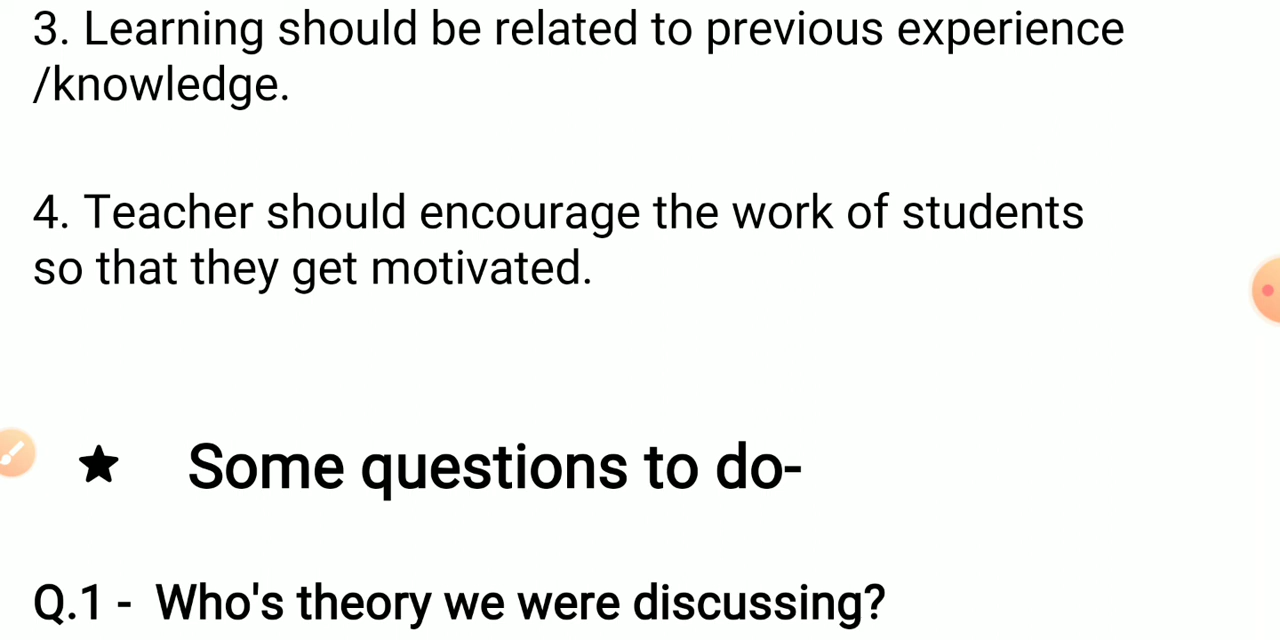 3. Learning should be related to previous experience
/knowledge.
4. Teacher should encourage the work of students
so that they get motivated.
★ Some questions to do-
Q.1 - Who's theory we were discussing?